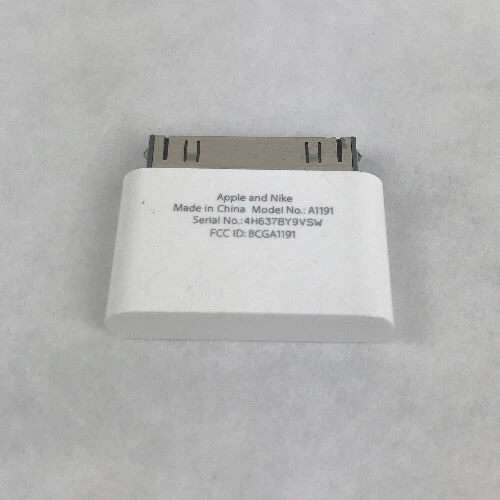 Apple and Nike
Made in China Model No.: A1191
Serial No.: 4H637BY9VSW
FCC ID: BCGA1191